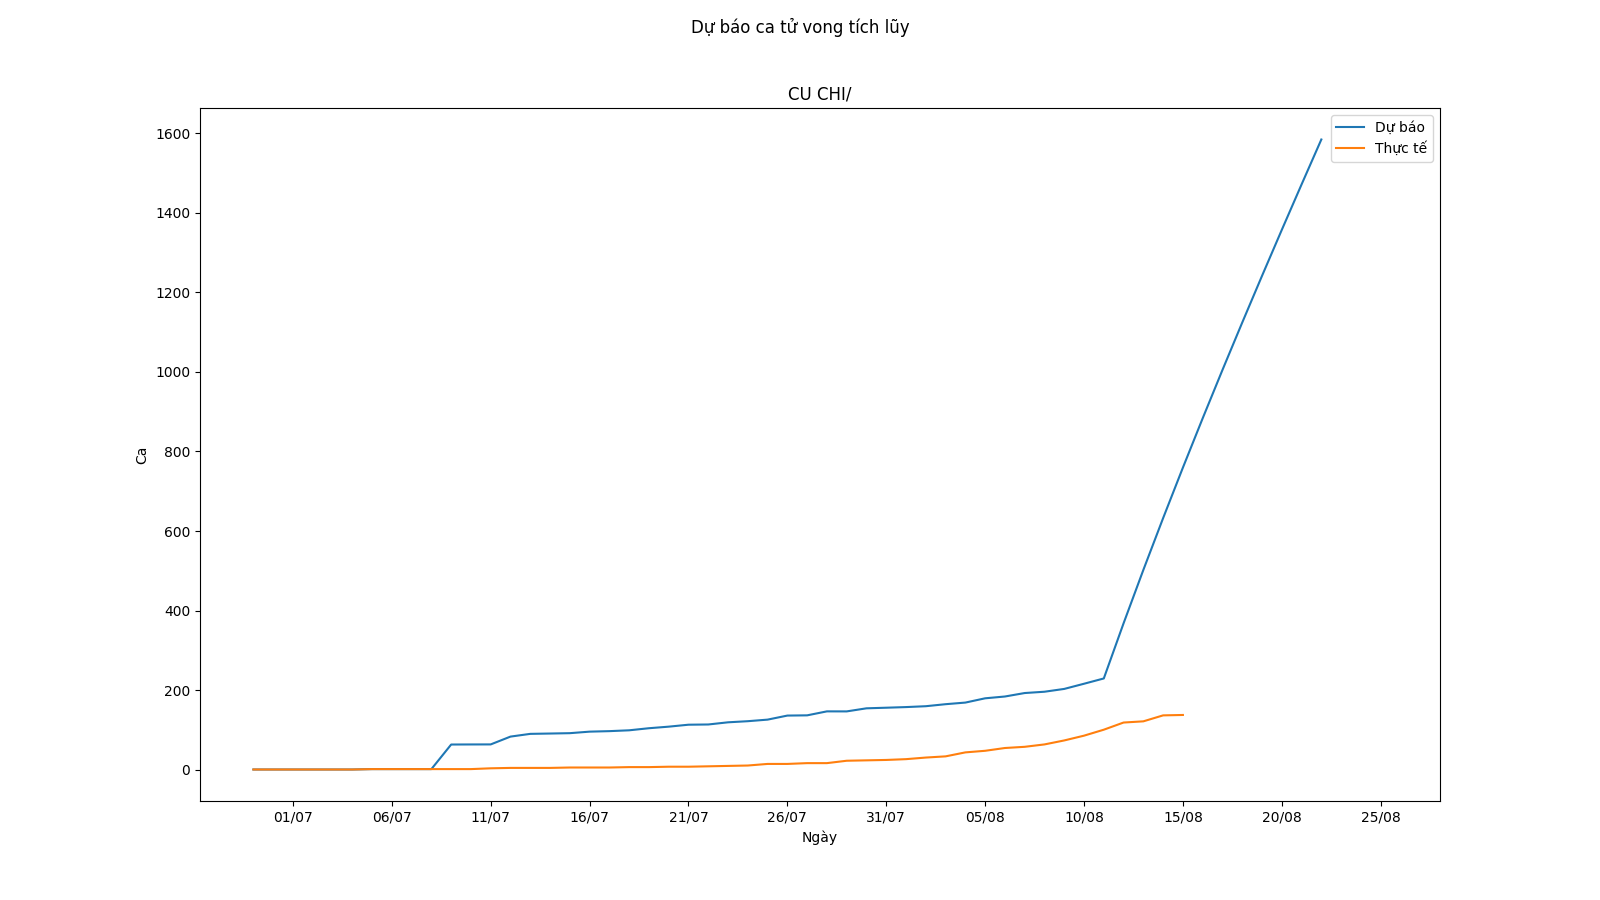 Dự báo ca tử vong tích lũy
CU CHI/
Dự báo
Thực tế
1600
1400
1200
1000
800
600
400
200
0
Ca
01/07 06/07 11/07 16/07 21/07 26/07 31/07 05/08 10/08 15/08 20/08 25/08
Ngày